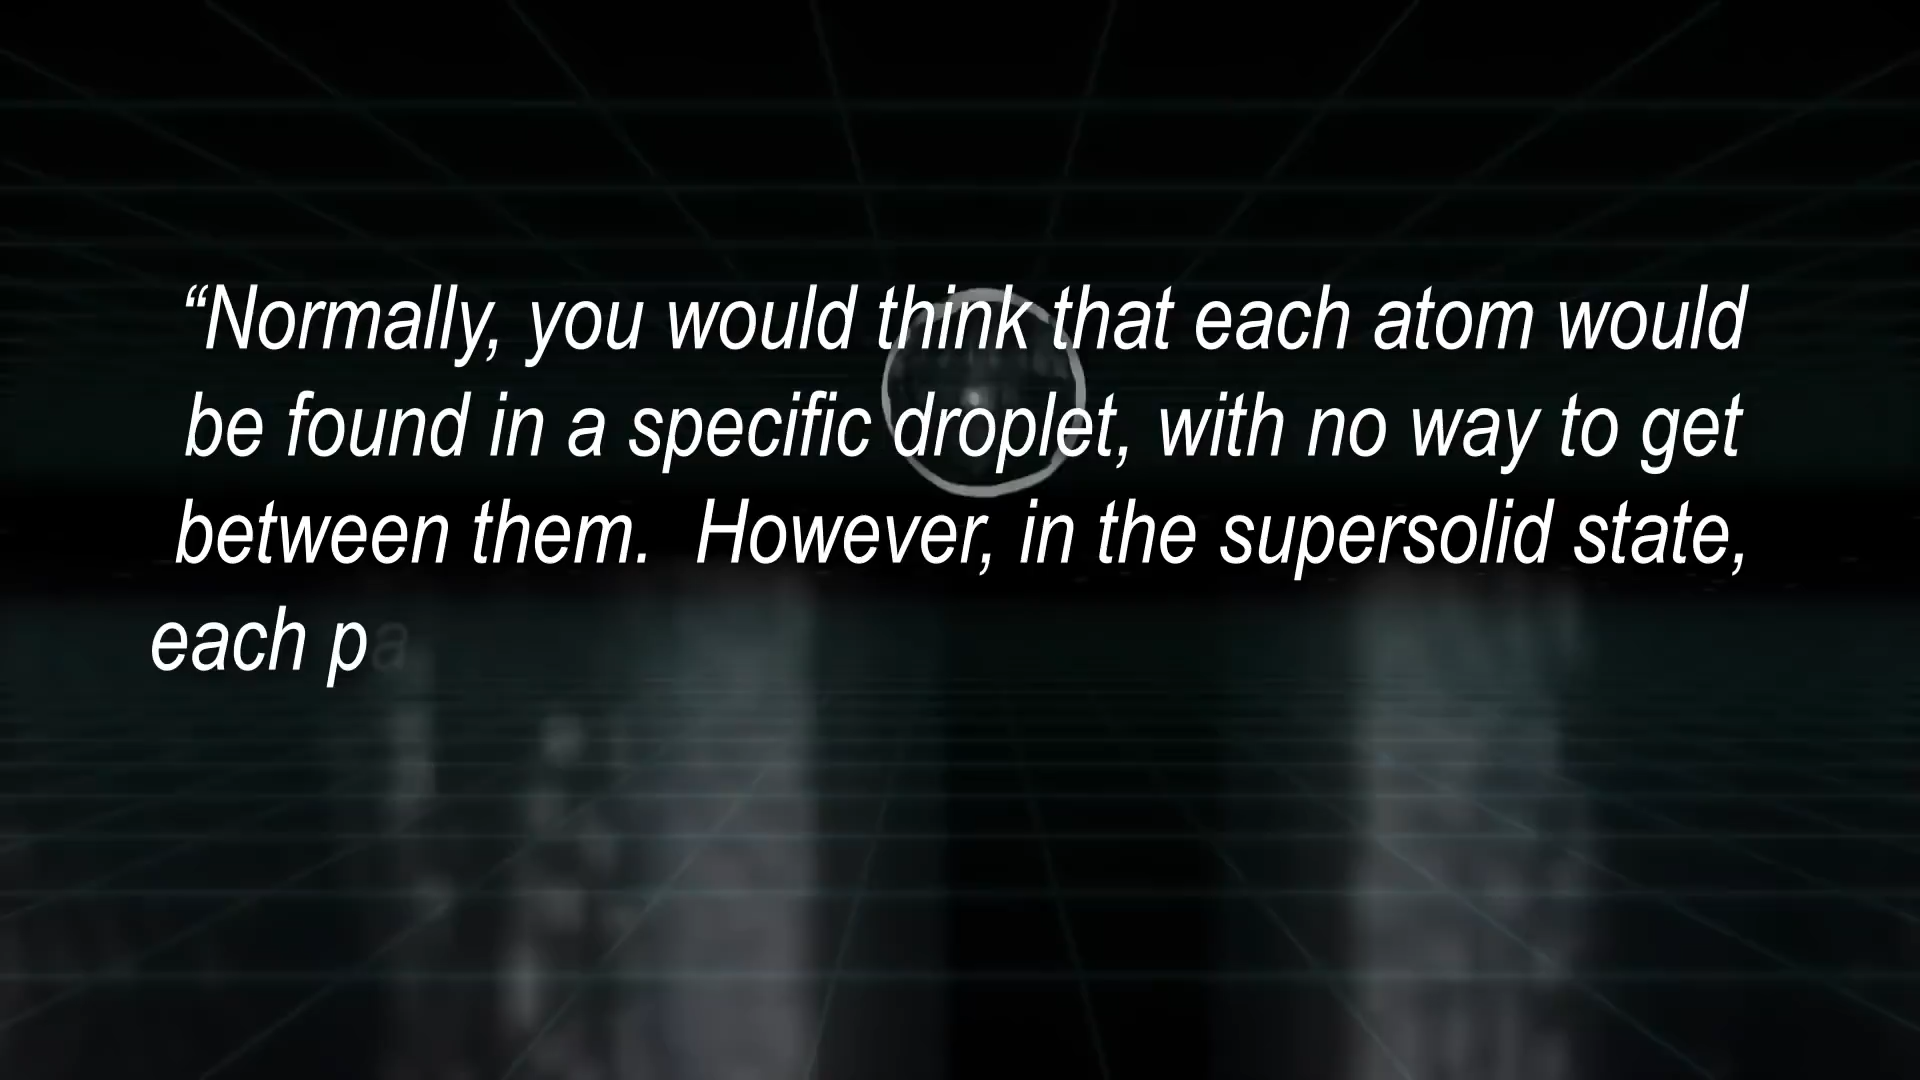 “Normally, you would think that each atom would
be found in a specific droplet, with no way to get
between them.  However, in the supersolid state,
each pa